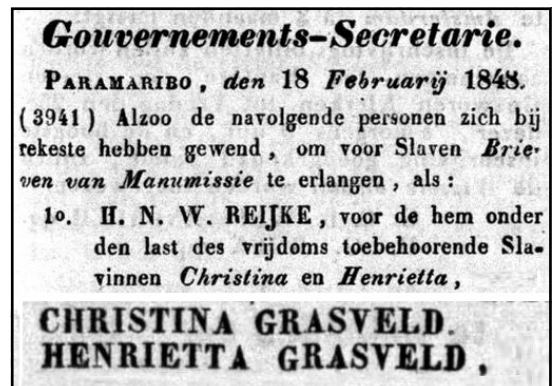 Gouvernements-Secretarie.
PARAMARIBO, den 18 Februarij 1848.
(3941) Alzoo de navolgende personen zich bij
rekeste hebben gewend, om voor Slaven Brie-
ven van Manumissie te erlangen, als:
1o. H. N. W. REIJKE, voor de hem onder
den last des vrijdoms toebehoorende Sla-
vinnen Christina en Henrietta,
CHRISTINA GRASVELD.
HENRIETTA GRASVELD,